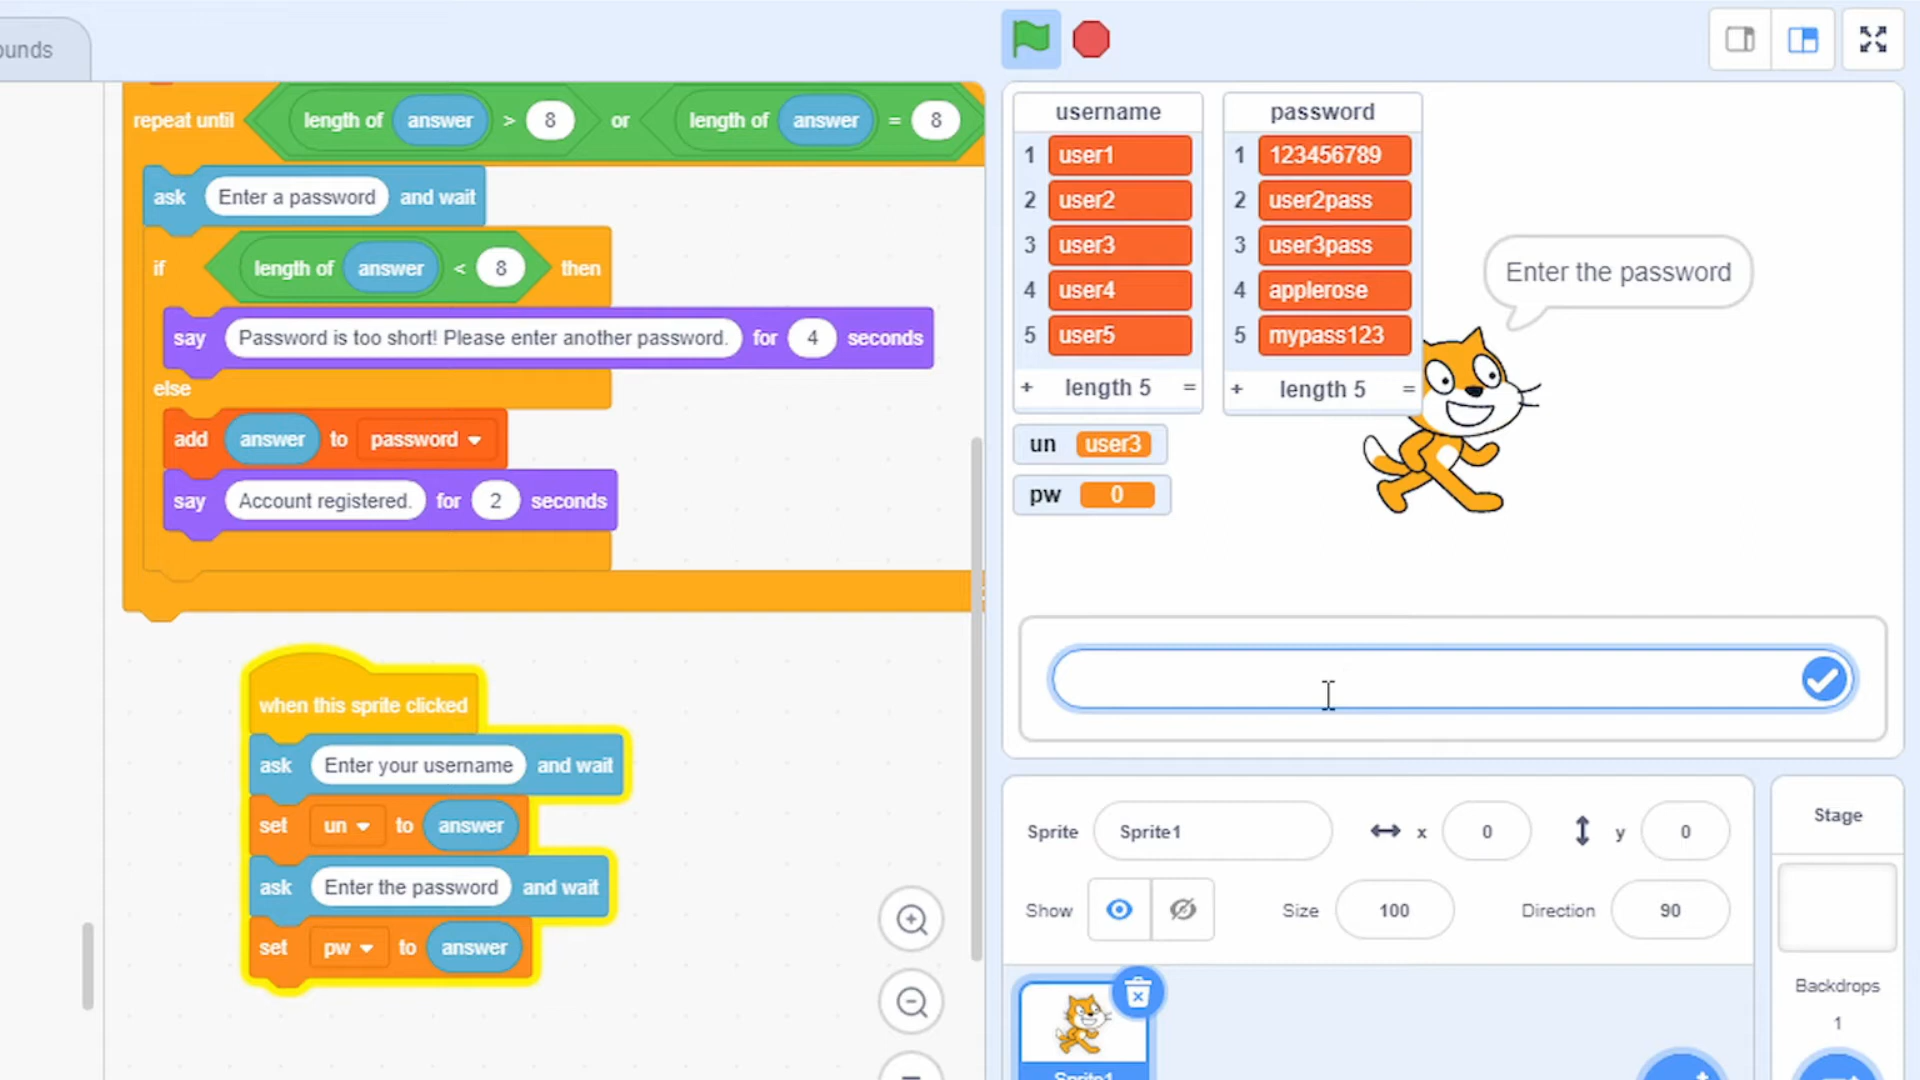 ounds
repeat until length of answer > 8 or length of answer = 8
ask Enter a password and wait
if length of answer < 8 then
say Password is too short! Please enter another password. for 4 seconds
else
add answer to password
say Account registered. for 2 seconds
when this sprite clicked
ask Enter your username and wait
set un to answer
ask Enter the password and wait
set pw to answer
username
1 user1
2 user2
3 user3
4 user4
5 user5
+ length 5 =
password
1 123456789
2 user2pass
3 user3pass
4 applerose
5 mypass123
+ length 5 =
un user3
pw 0
Enter the password
Sprite Sprite1 x 0 y 0
Show Size 100 Direction 90
Sprite1
Stage
Backdrops
1